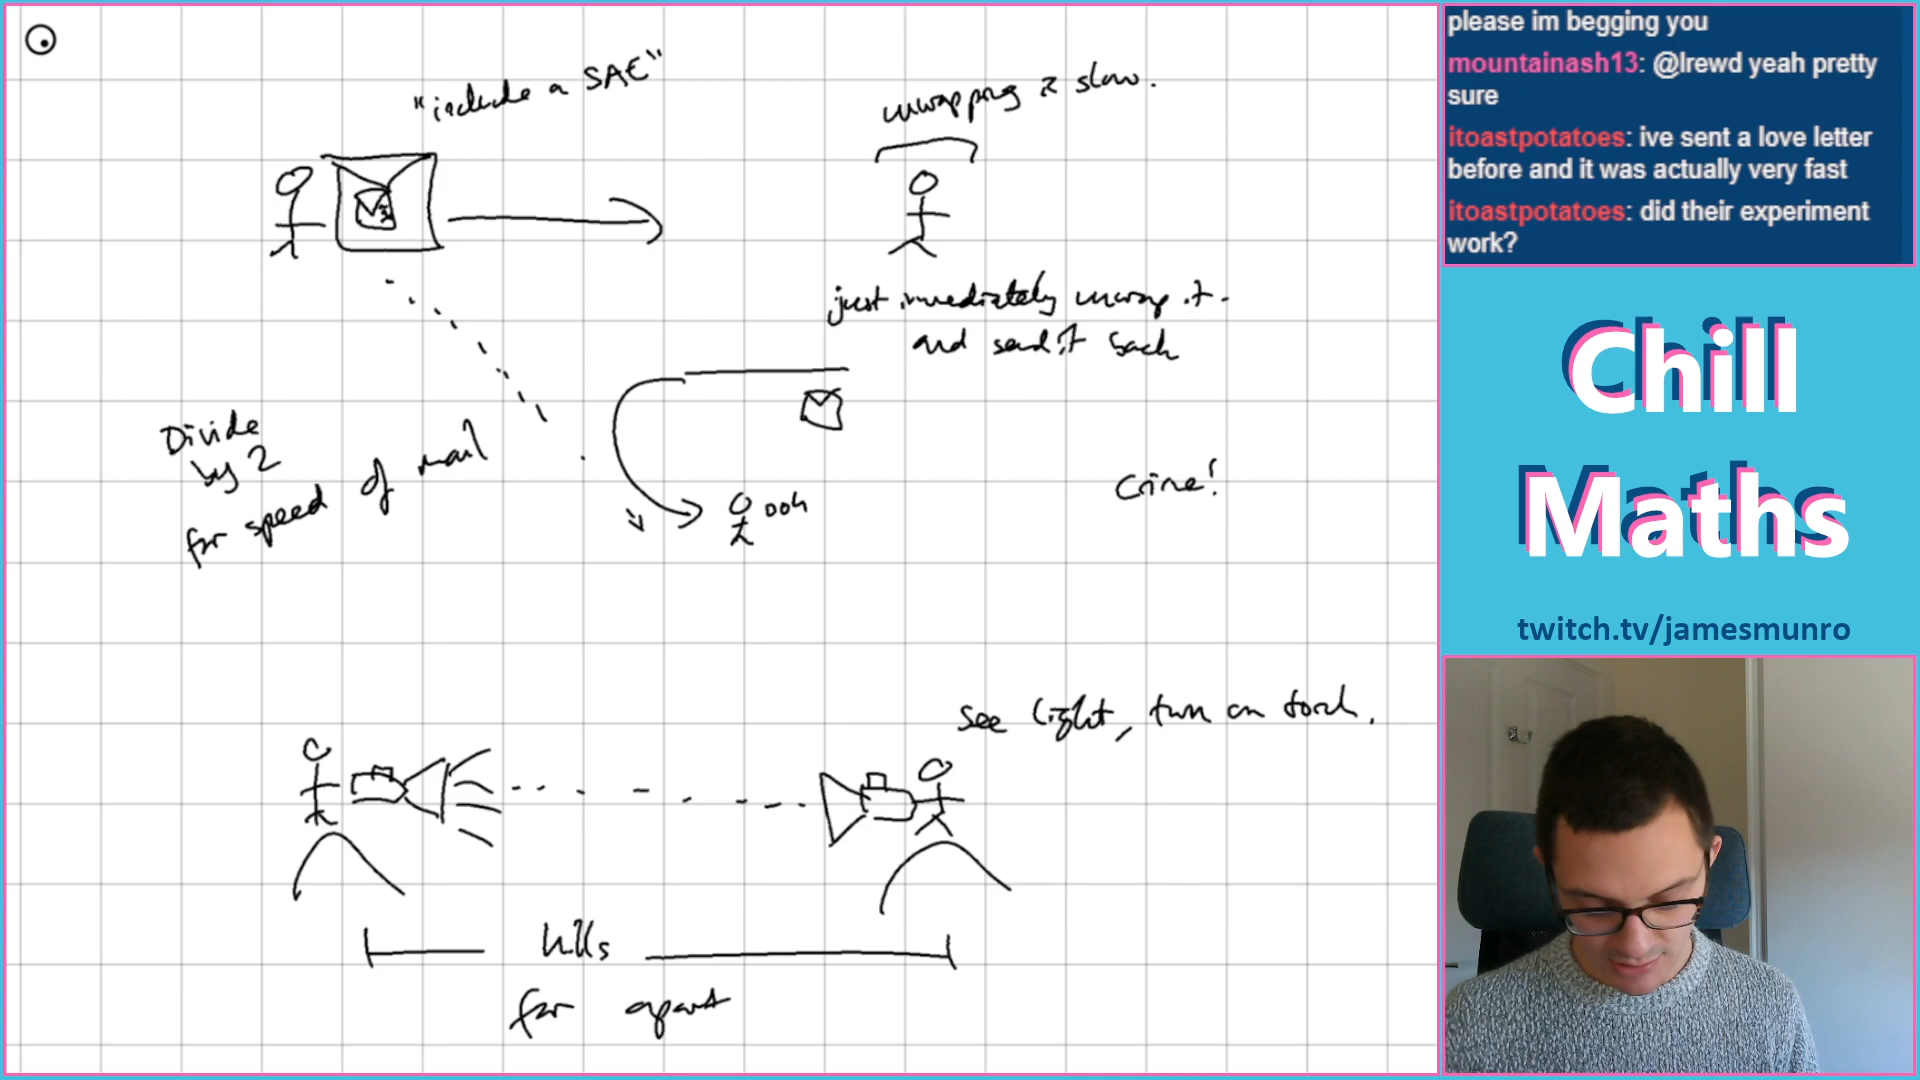 "include a SAE"
unwrapping is slow.
just immediately unwrap it.
and send it back
Divide
by 2
for speed of mail
ooh
Crime!
see light, turn on torch.
hills
far apart
please im begging you
mountainash13: @lrewd yeah pretty
sure
itoastpotatoes: ive sent a love letter
before and it was actually very fast
itoastpotatoes: did their experiment
work?
Chill
Maths
twitch.tv/jamesmunro